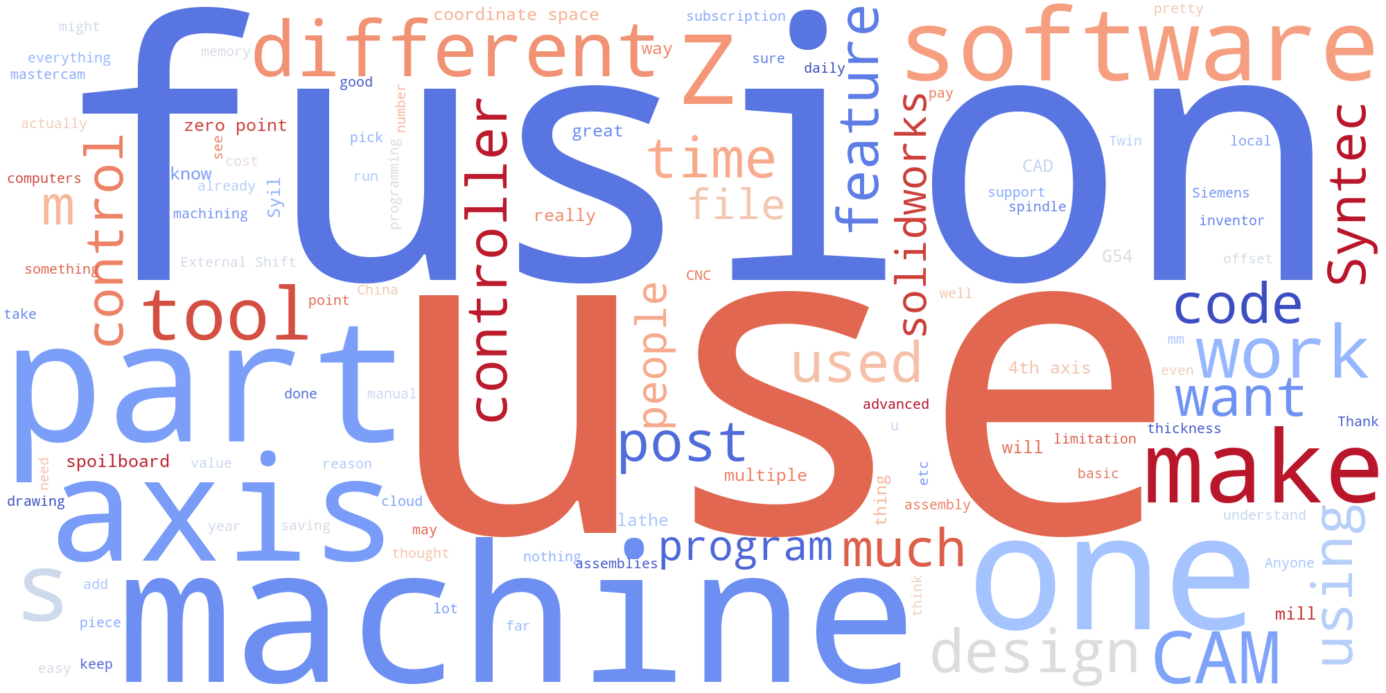 might
everything
mastercam
memory
different
coordinate space
way
subscription
Z
sure
daily
feature
software
pretty
fusion
good
actually
control
zero point
see
cost
number
programming
pick
run
controller
great
time
file
pay
solidworks
CAD
support
spindle
Twin
local
Siemens
inventor
Syntec
computers
m
know
already
machining
Syil
really
something
External Shift
China
CNC
G54
offset
take
tool
point
people
well
code
part
use
used
4th axis
mm
even
work
want
done
manual
advanced
u
thickness
Thank
post
multiple
will
limitation
basic
make
spoilboard
need
value
reason
drawing
axis
year
saving
cloud
may
thought
lathe
nothing
assemblies
program
much
thing
etc
assembly
understand
using
one
Anyone
s
add
piece
easy
keep
machine
lot
far
think
design
CAM
mill